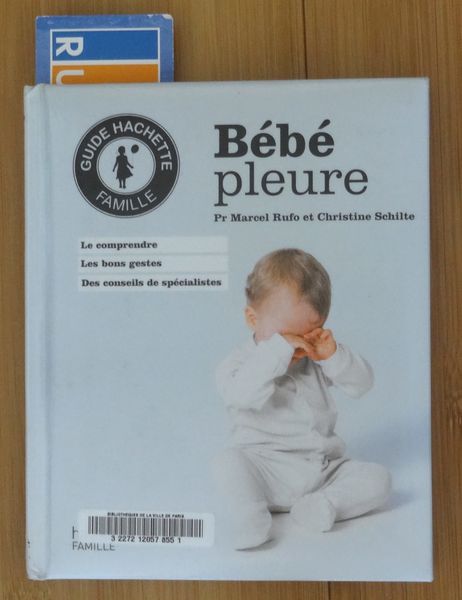 R
GUIDE HACHETTE
FAMILLE
Bébé
pleure
Pr Marcel Rufo et Christine Schilte
Le comprendre
Les bons gestes
Des conseils de spécialistes
BIBLIOTHEQUES DE LA VILLE DE PARIS
3 2272 12057 855 1
h
FAMILLE